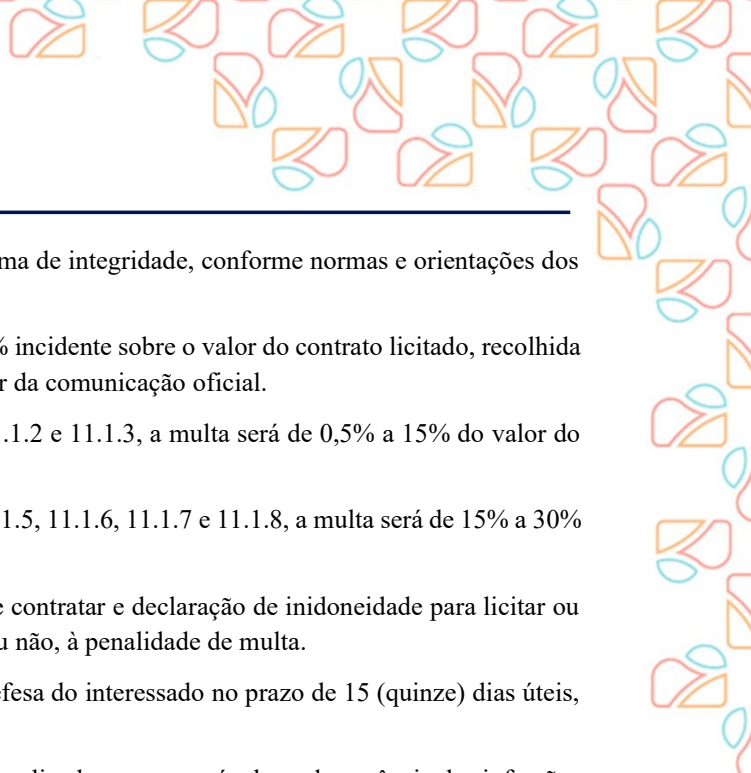 ma de integridade, conforme normas e orientações dos
% incidente sobre o valor do contrato licitado, recolhida
r da comunicação oficial.
.1.2 e 11.1.3, a multa será de 0,5% a 15% do valor do
1.5, 11.1.6, 11.1.7 e 11.1.8, a multa será de 15% a 30%
e contratar e declaração de inidoneidade para licitar ou
u não, à penalidade de multa.
efesa do interessado no prazo de 15 (quinze) dias úteis,